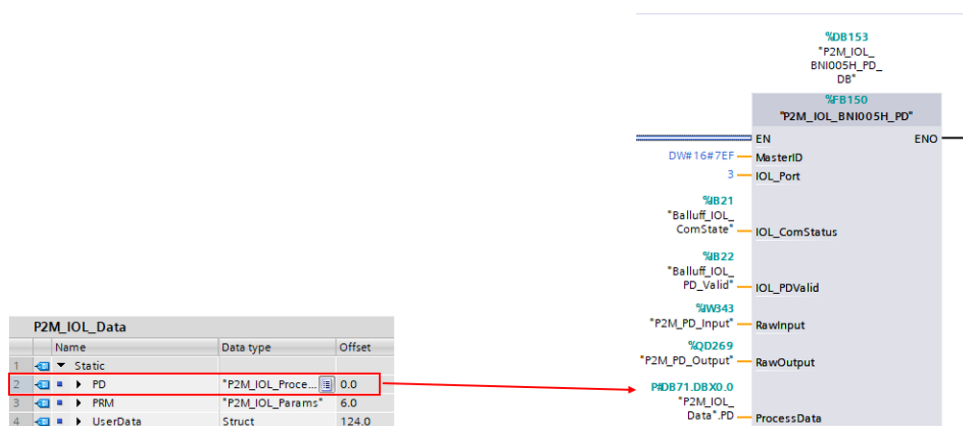 %DB153
"P2M_IOL_
BNI005H_PD_
DB"
%FB150
"P2M_IOL_BNI005H_PD"
EN
ENO
DW#16#7EF
MasterID
3
IOL_Port
%IB21
"Balluff_IOL_
ComState"
IOL_ComStatus
%IB22
"Balluff_IOL_
PD_Valid"
IOL_PDValid
%IW343
"P2M_PD_Input"
RawInput
%QD269
"P2M_PD_Output"
RawOutput
P#DB71.DBX0.0
"P2M_IOL_
Data".PD
ProcessData
P2M_IOL_Data
Name Data type Offset
1 Static
2 PD "P2M_IOL_Proce... 0.0
3 PRM "P2M_IOL_Params" 6.0
4 UserData Struct 124.0